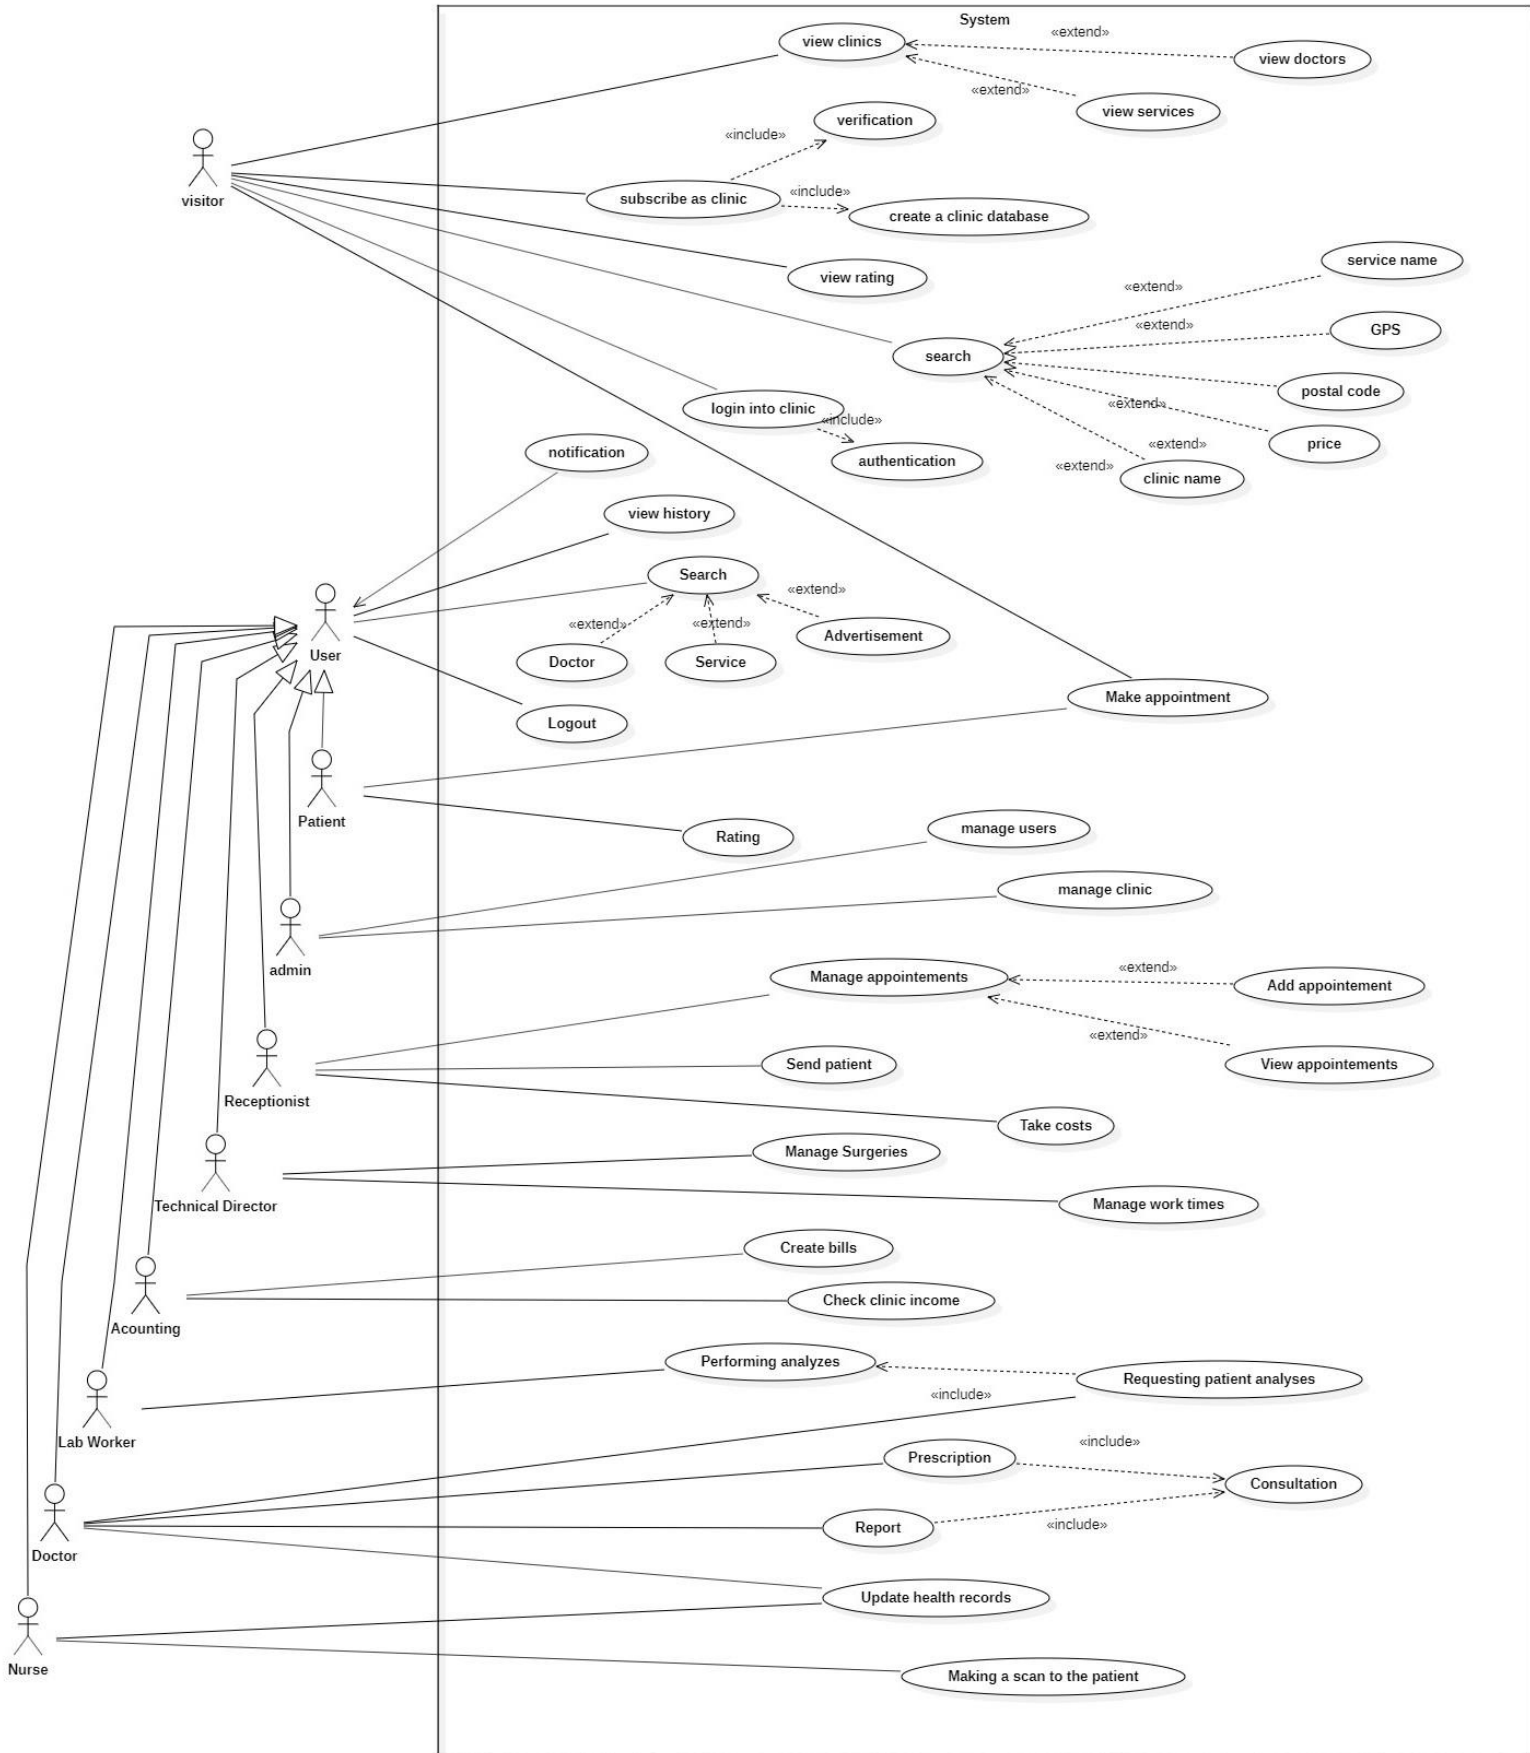 System
view clinics
«extend»
view doctors
«extend»
view services
verification
«include»
visitor
subscribe as clinic
«include»
create a clinic database
view rating
service name
«extend»
GPS
«extend»
search
postal code
«extend»
login into clinic
«include»
price
«extend»
notification
authentication
«extend»
clinic name
view history
Search
«extend»
«extend»
«extend»
Advertisement
User
Doctor
Service
Make appointment
Logout
Patient
Rating
manage users
manage clinic
admin
Manage appointements
«extend»
Add appointement
«extend»
Send patient
View appointements
Receptionist
Take costs
Manage Surgeries
Technical Director
Manage work times
Create bills
Check clinic income
Acounting
Performing analyzes
Requesting patient analyses
«include»
Lab Worker
«include»
Prescription
Consultation
Report
«include»
Doctor
Update health records
Nurse
Making a scan to the patient